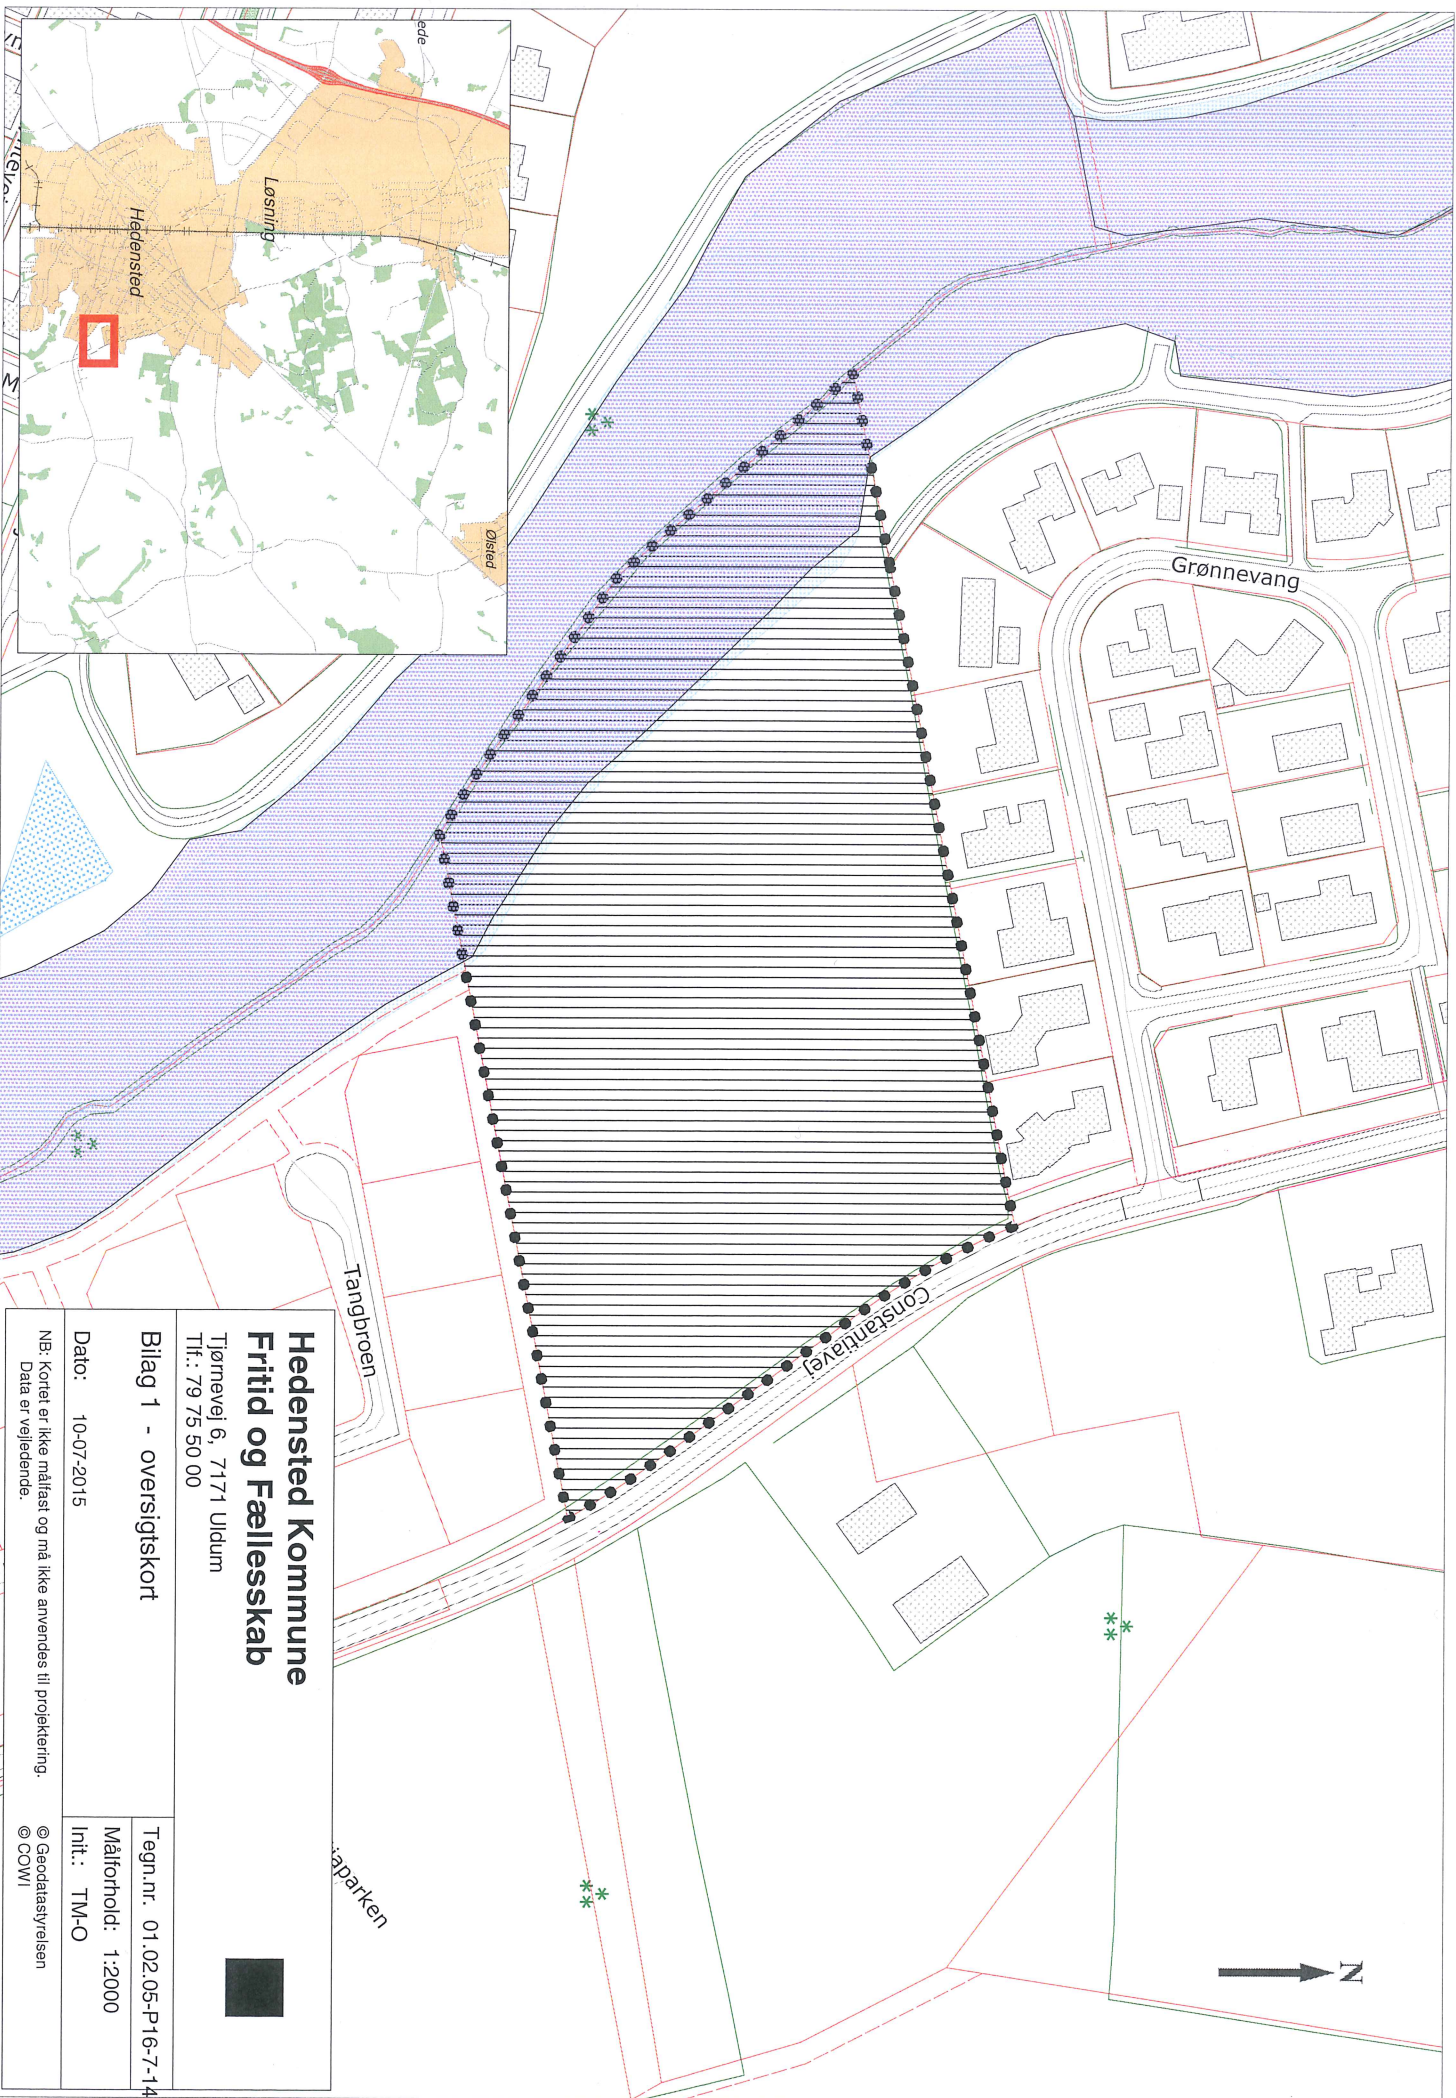 Løsning
Hedensted
Ølsted
ede
Grønnevang
Constantiavej
Tangbroen
iaparken
N
M
Hedensted Kommune
Fritid og Fællesskab
Tjørnevej 6, 7171 Uldum
Tlf.: 79 75 50 00
Bilag 1 - oversigtskort
Dato: 10-07-2015
Tegn.nr. 01.02.05-P16-7-14
Målforhold: 1:2000
Init.: TM-O
NB: Kortet er ikke målfast og må ikke anvendes til projektering.
Data er vejledende.
© Geodatastyrelsen
© COWI